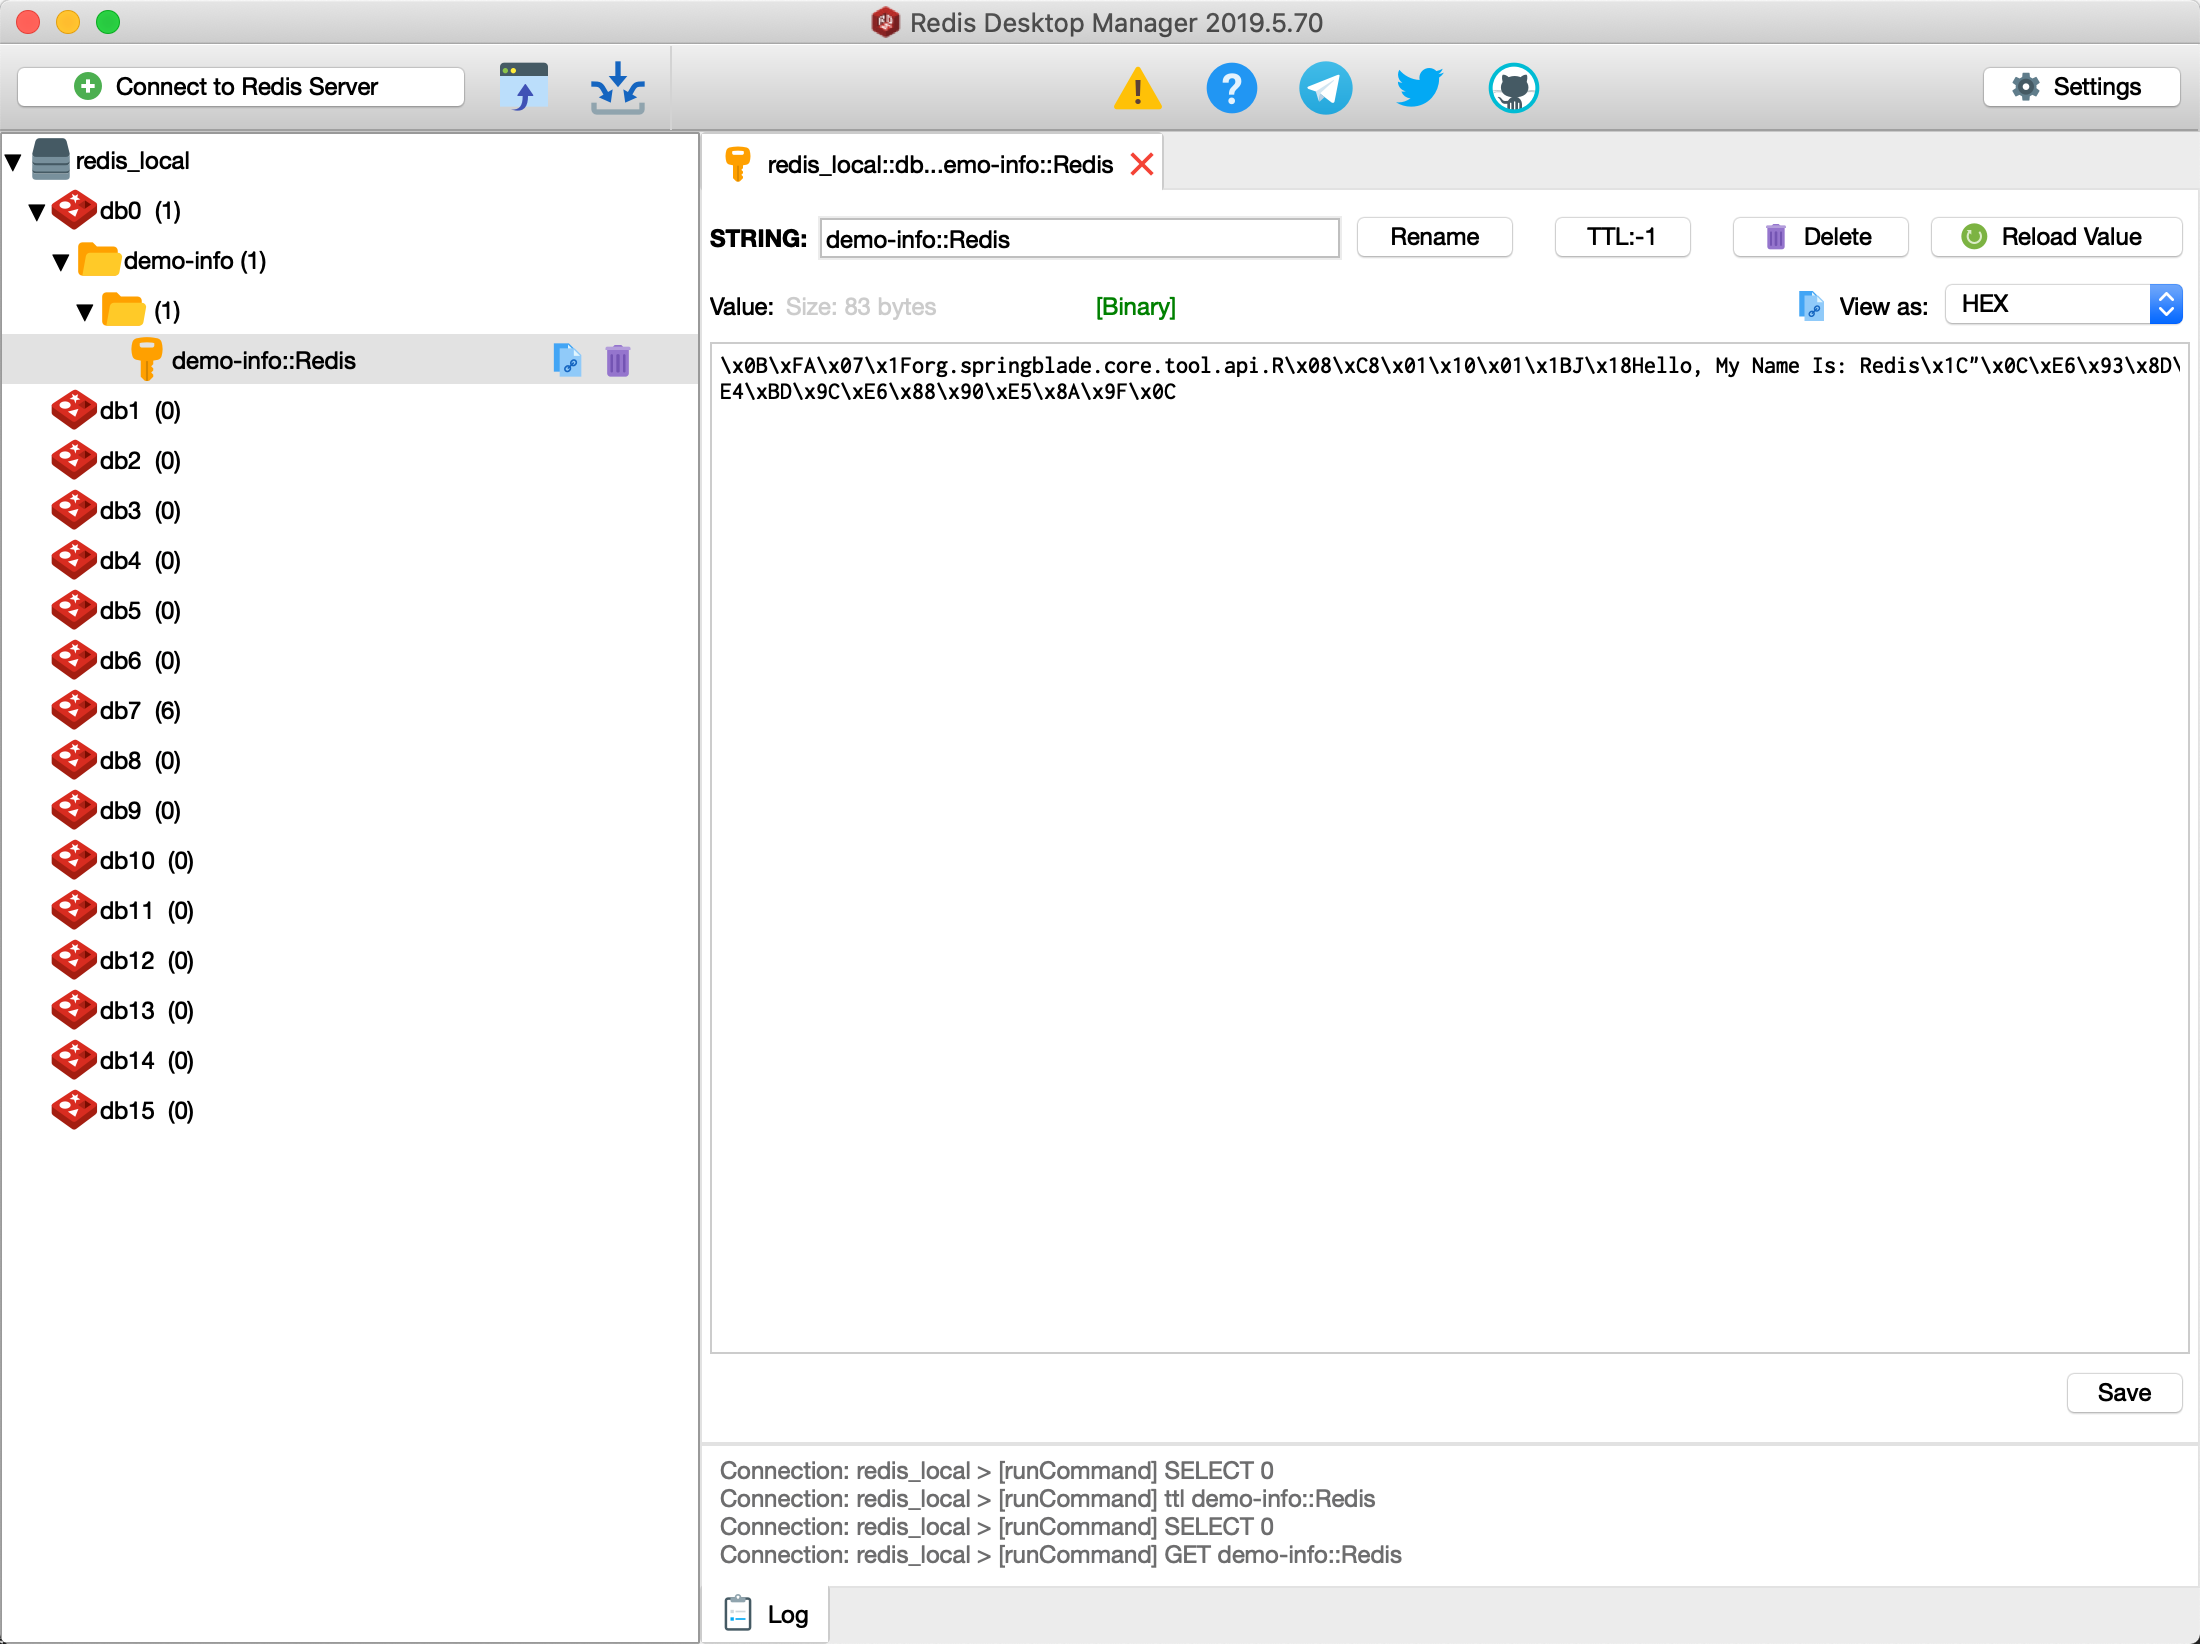 Redis Desktop Manager 2019.5.70
Connect to Redis Server
Settings
redis_local
db0 (1)
demo-info (1)
(1)
demo-info::Redis
db1 (0)
db2 (0)
db3 (0)
db4 (0)
db5 (0)
db6 (0)
db7 (6)
db8 (0)
db9 (0)
db10 (0)
db11 (0)
db12 (0)
db13 (0)
db14 (0)
db15 (0)
redis_local::db...emo-info::Redis
STRING: demo-info::Redis Rename TTL:-1 Delete Reload Value
Value: Size: 83 bytes [Binary] View as: HEX
\x0B\xFA\x07\x1Forg.springblade.core.tool.api.R\x08\xC8\x01\x10\x01\x1BJ\x18Hello, My Name Is: Redis\x1C"\x0C\xE6\x93\x8D\
E4\xBD\x9C\xE6\x88\x90\xE5\x8A\x9F\x0C
Save
Connection: redis_local > [runCommand] SELECT 0
Connection: redis_local > [runCommand] ttl demo-info::Redis
Connection: redis_local > [runCommand] SELECT 0
Connection: redis_local > [runCommand] GET demo-info::Redis
Log